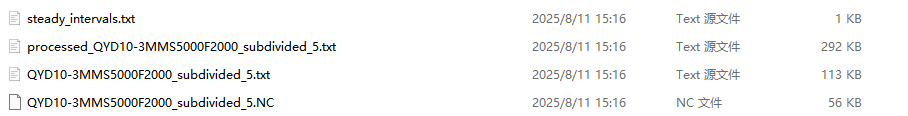 steady_intervals.txt 2025/8/11 15:16 Text 源文件 1 KB
processed_QYD10-3MMS5000F2000_subdivided_5.txt 2025/8/11 15:16 Text 源文件 292 KB
QYD10-3MMS5000F2000_subdivided_5.txt 2025/8/11 15:16 Text 源文件 113 KB
QYD10-3MMS5000F2000_subdivided_5.NC 2025/8/11 15:16 NC 文件 56 KB